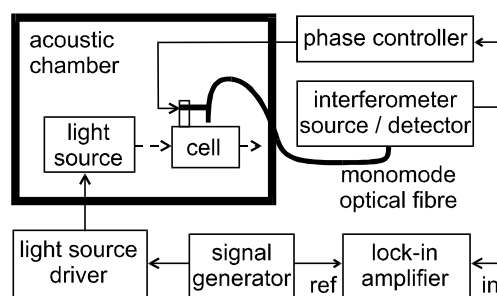 acoustic
chamber
phase controller
interferometer
source / detector
light
source
cell
monomode
optical fibre
light source
driver
signal
generator
ref
lock-in
amplifier
in